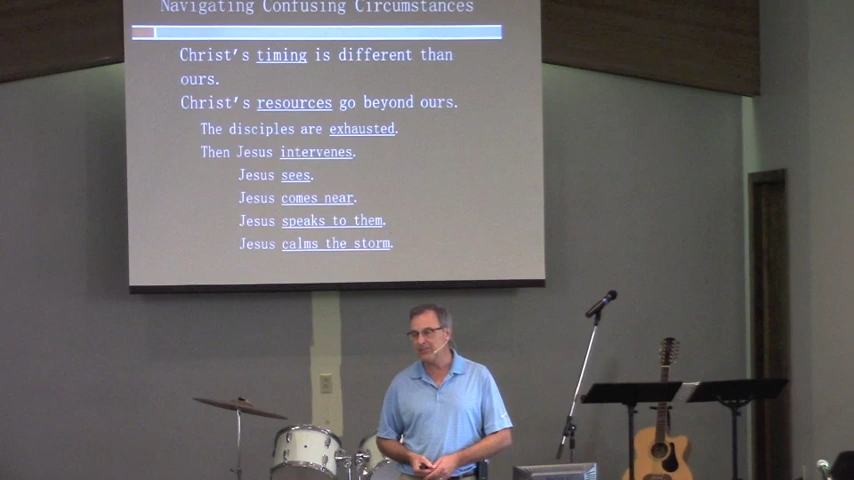 Navigating Confusing Circumstances
Christ's timing is different than
ours.
Christ's resources go beyond ours.
The disciples are exhausted.
Then Jesus intervenes.
Jesus sees.
Jesus comes near.
Jesus speaks to them.
Jesus calms the storm.